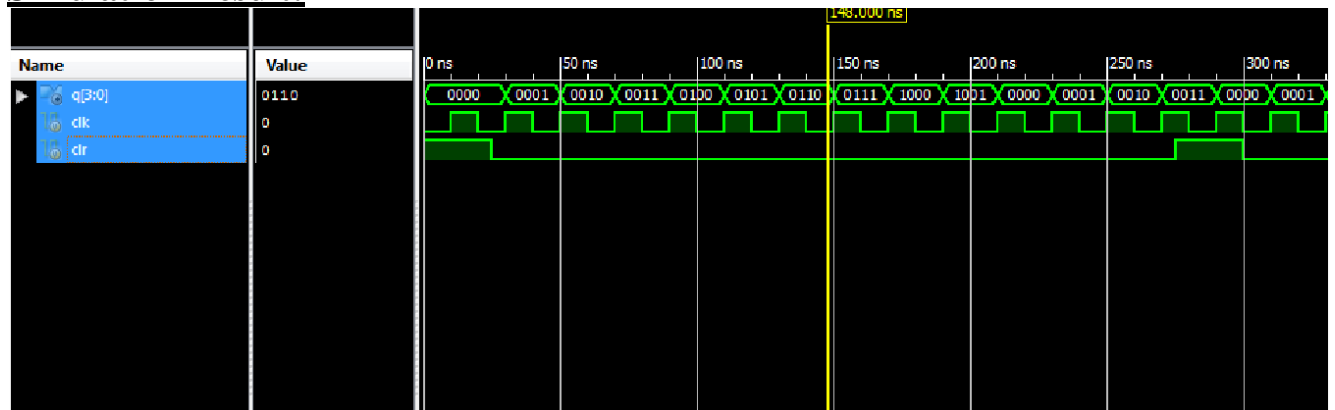 148.000 ns
Name Value 0 ns 50 ns 100 ns 150 ns 200 ns 250 ns 300 ns
q[3:0] 0110 0000 0001 0010 0011 0100 0101 0110 0111 1000 1001 0000 0001 0010 0011 0000 0001
clk 0
clr 0